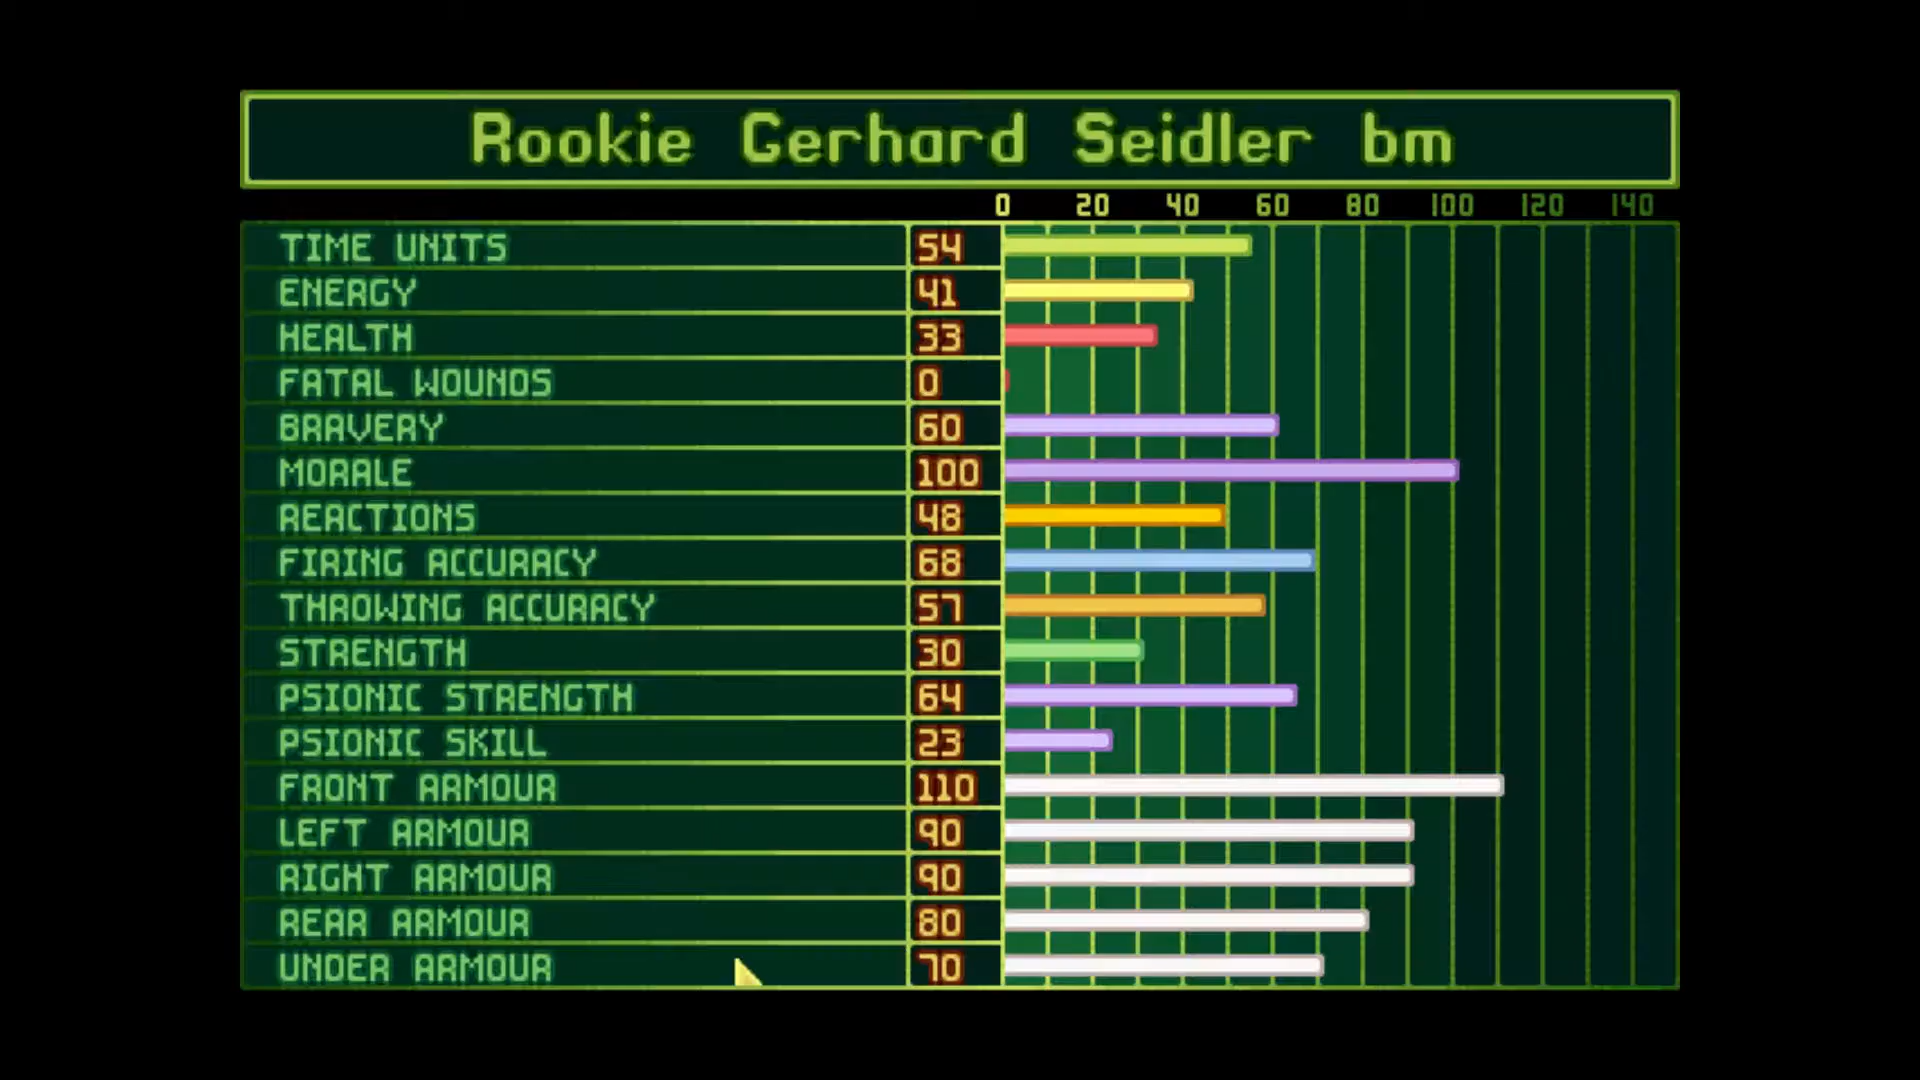 Rookie Gerhard Seidler bm
0 20 40 60 80 100 120 140
TIME UNITS 54
ENERGY 41
HEALTH 33
FATAL WOUNDS 0
BRAVERY 60
MORALE 100
REACTIONS 48
FIRING ACCURACY 68
THROWING ACCURACY 57
STRENGTH 30
PSIONIC STRENGTH 64
PSIONIC SKILL 23
FRONT ARMOUR 110
LEFT ARMOUR 90
RIGHT ARMOUR 90
REAR ARMOUR 80
UNDER ARMOUR 70